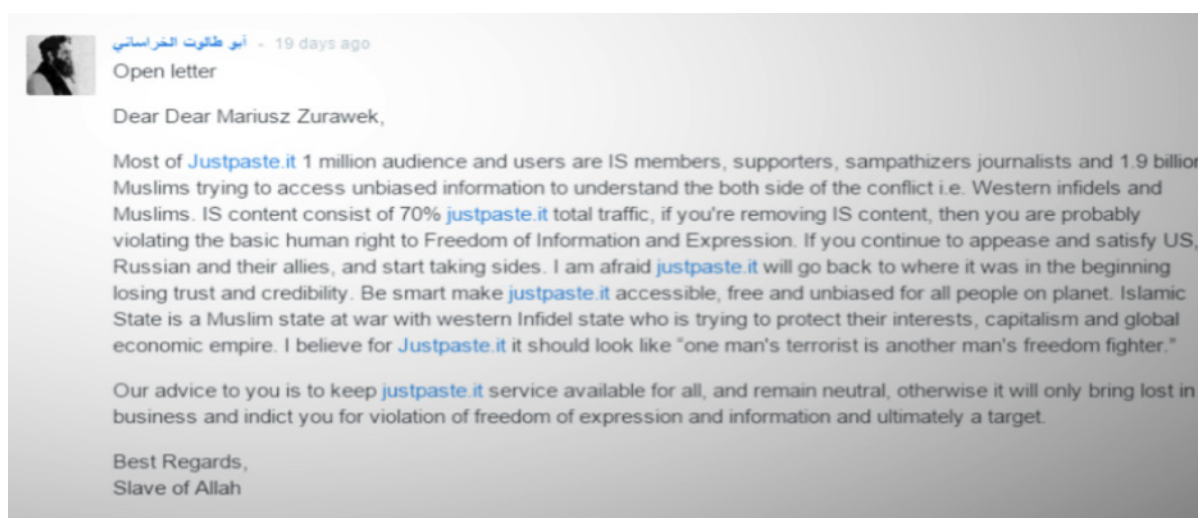 أبو طالوت الخراساني - 19 days ago
Open letter
Dear Dear Mariusz Zurawek,
Most of Justpaste.it 1 million audience and users are IS members, supporters, sampathizers journalists and 1.9 billion
Muslims trying to access unbiased information to understand the both side of the conflict i.e. Western infidels and
Muslims. IS content consist of 70% justpaste.it total traffic, if you're removing IS content, then you are probably
violating the basic human right to Freedom of Information and Expression. If you continue to appease and satisfy US,
Russian and their allies, and start taking sides. I am afraid justpaste.it will go back to where it was in the beginning
losing trust and credibility. Be smart make justpaste.it accessible, free and unbiased for all people on planet. Islamic
State is a Muslim state at war with western Infidel state who is trying to protect their interests, capitalism and global
economic empire. I believe for Justpaste.it it should look like "one man's terrorist is another man's freedom fighter."
Our advice to you is to keep justpaste.it service available for all, and remain neutral, otherwise it will only bring lost in
business and indict you for violation of freedom of expression and information and ultimately a target.
Best Regards,
Slave of Allah